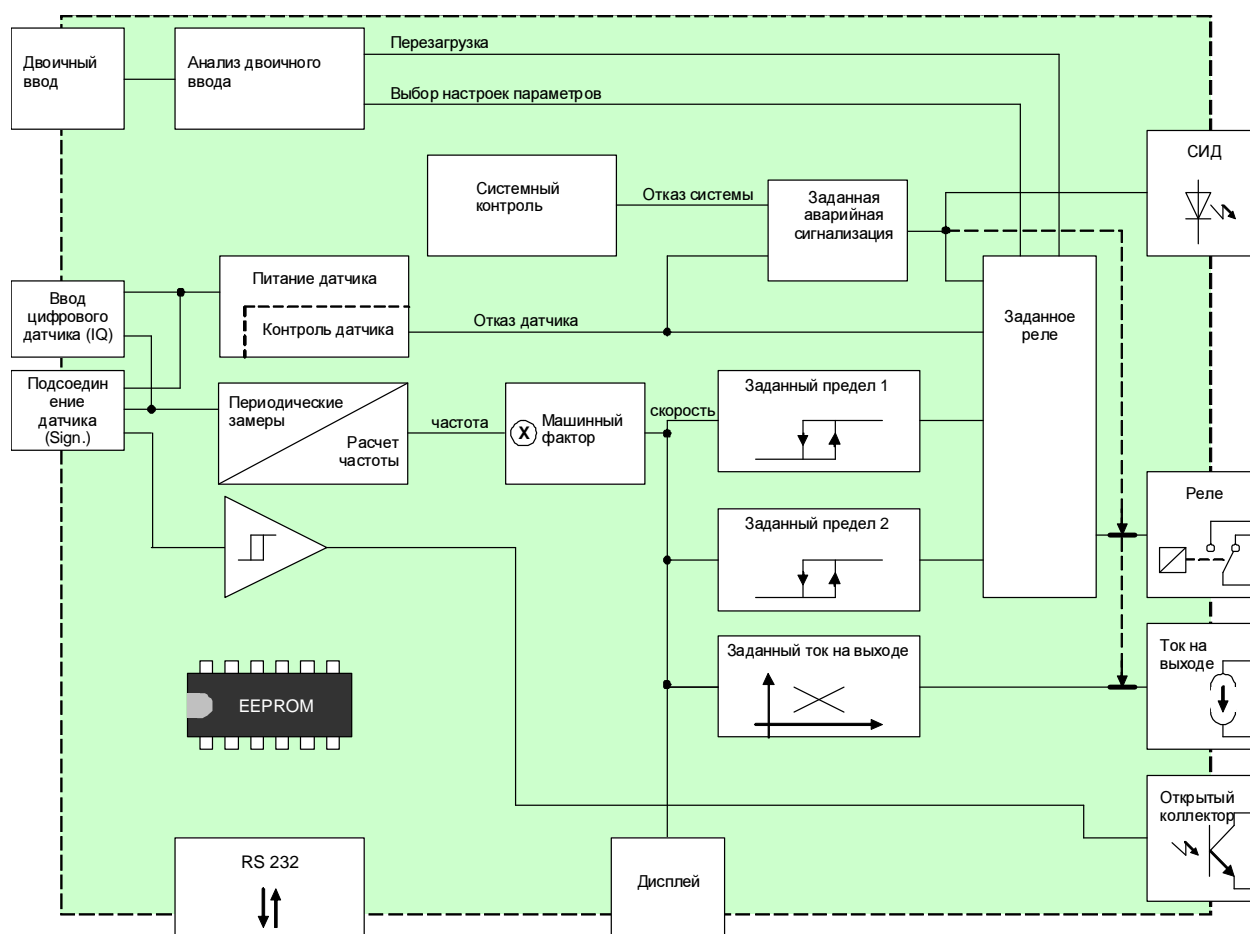 Двоичный
ввод
Анализ двоичного
ввода
Перезагрузка
Выбор настроек параметров
СИД
Системный
контроль
Отказ системы
Заданная
аварийная
сигнализация
Ввод
цифрового
датчика (IQ)
Питание датчика
Контроль датчика
Отказ датчика
Заданное
реле
Подсоедин
ение
датчика
(Sign.)
Периодические
замеры
Расчет
частоты
частота
X
Машинный
фактор
скорость
Заданный предел 1
Заданный предел 2
Реле
Заданный ток на выходе
Ток на
выходе
EEPROM
Открытый
коллектор
RS 232
Дисплей